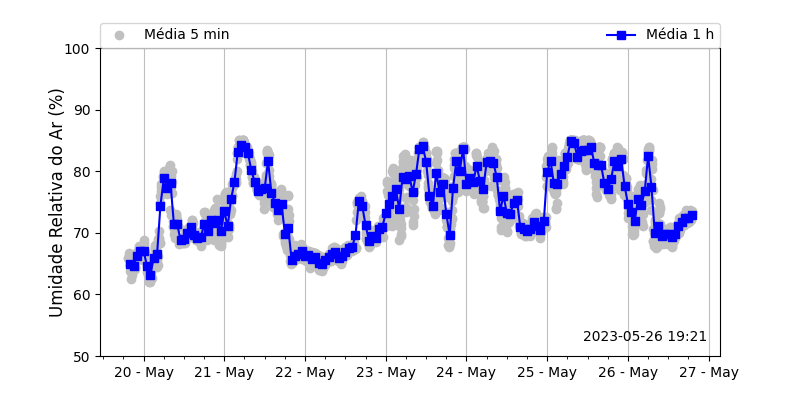 Média 5 min
Média 1 h
Umidade Relativa do Ar (%)
100
90
80
70
60
50
2023-05-26 19:21
20 - May
21 - May
22 - May
23 - May
24 - May
25 - May
26 - May
27 - May